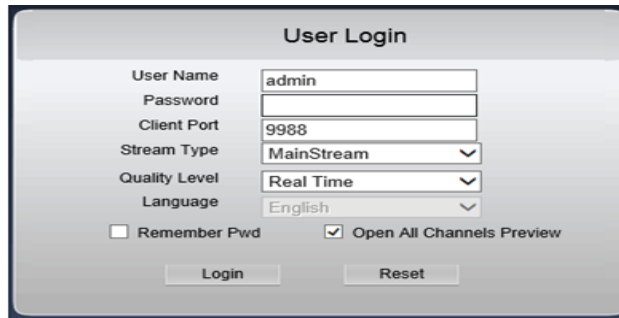 User Login
User Name admin
Password
Client Port 9988
Stream Type MainStream
Quality Level Real Time
Language English
Remember Pwd Open All Channels Preview
Login Reset